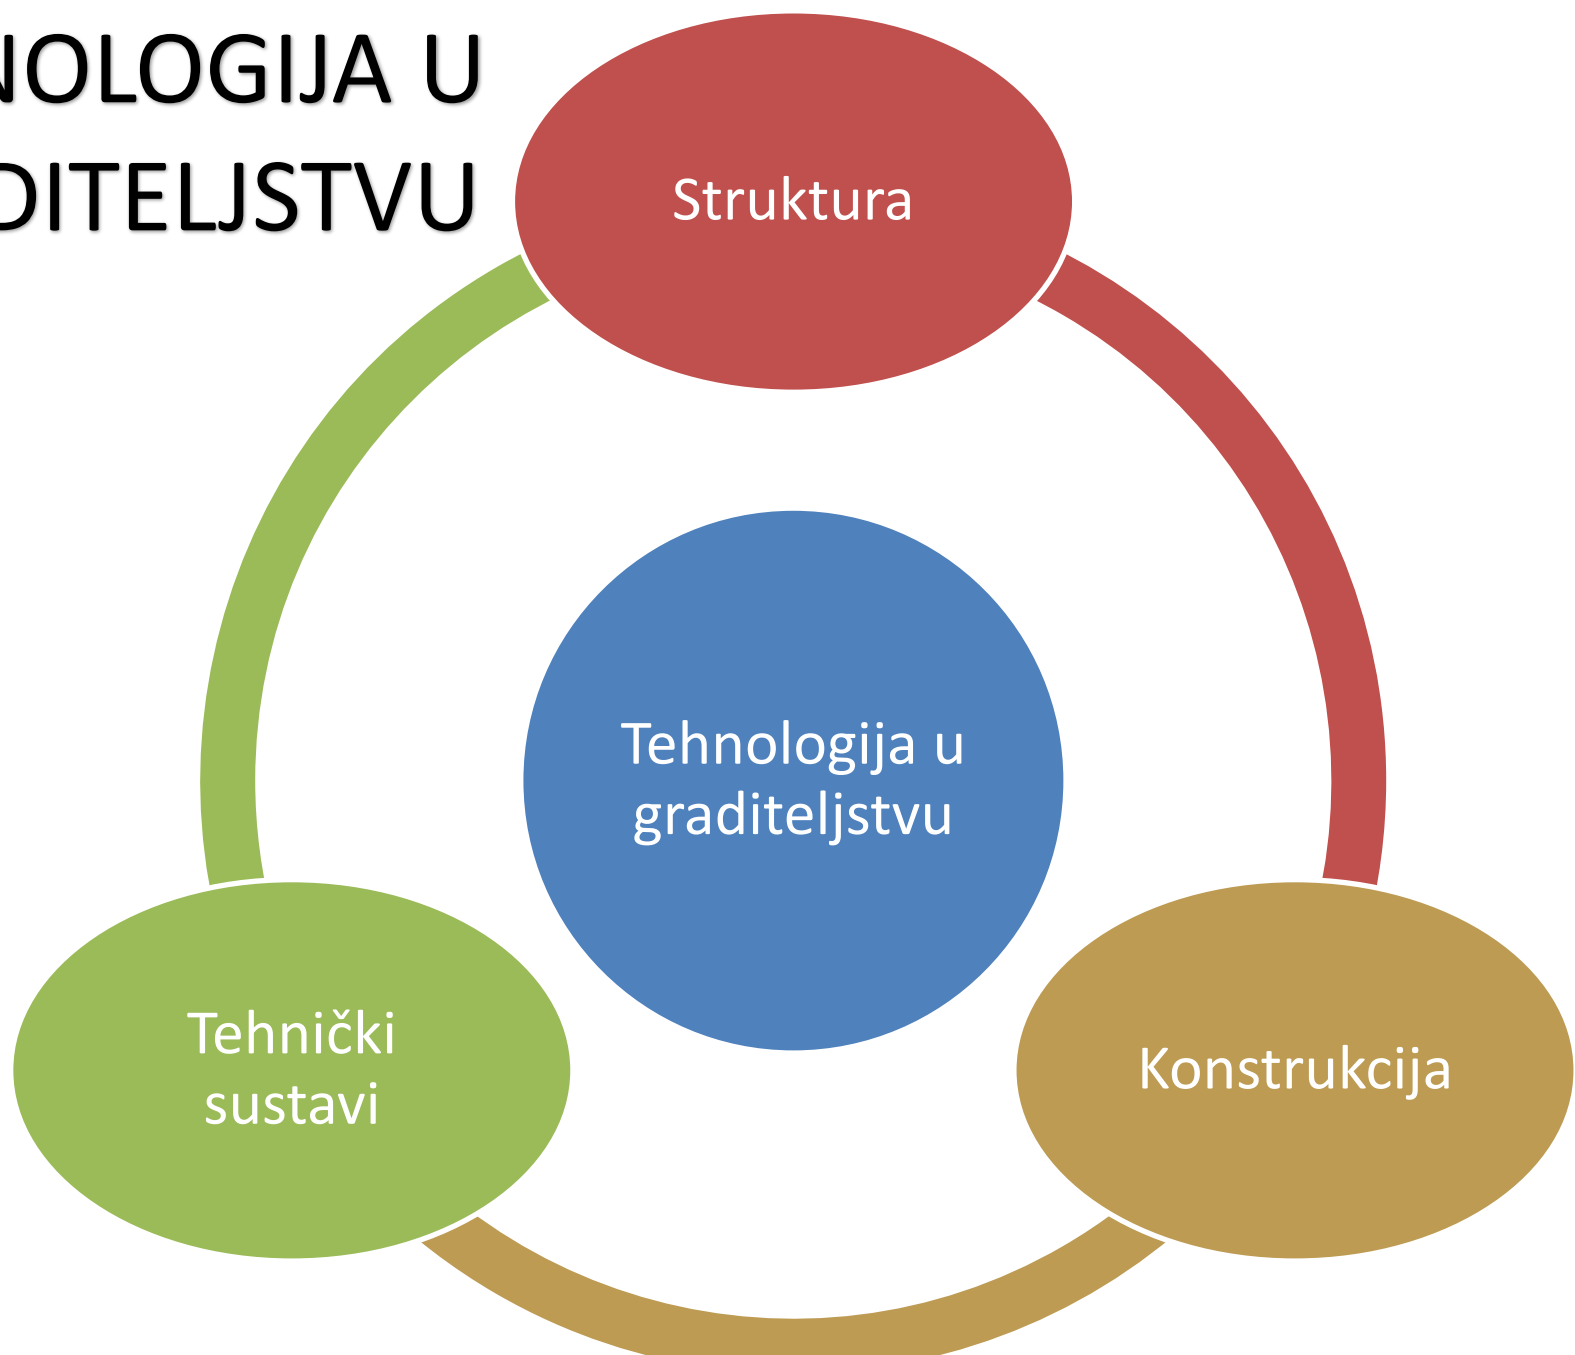 NOLOGIJA U
DITELJSTVU
Struktura
Tehnologija u
graditeljstvu
Tehnički
sustavi
Konstrukcija